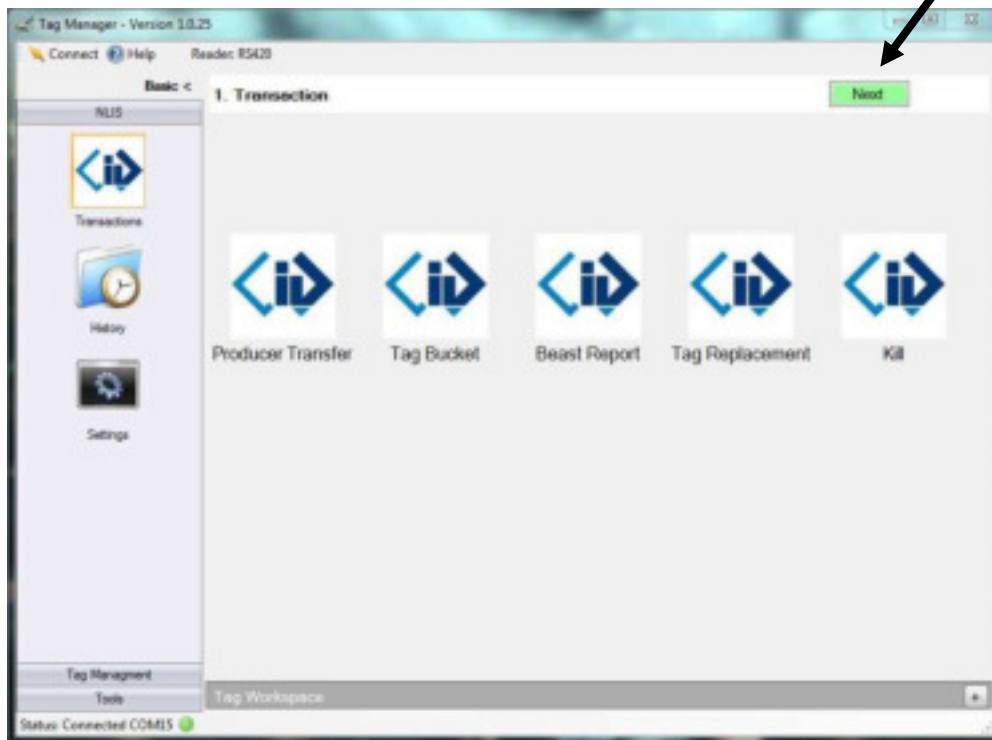 Tag Manager - Version 1.0.25
Connect Help Reader: RS420
Basic <
1. Transaction
Next
NLIS
Transactions
History
Settings
Producer Transfer Tag Bucket Beast Report Tag Replacement Kill
Tag Managment
Tools
Tag Workspace
Status: Connected COM15